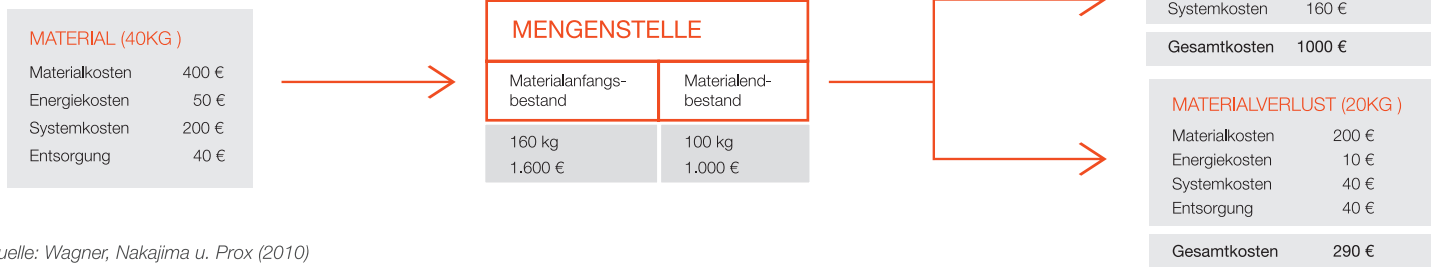 MATERIAL (40KG )
Materialkosten 400 €
Energiekosten 50 €
Systemkosten 200 €
Entsorgung 40 €
MENGENSTELLE
Materialanfangs-
bestand
Materialend-
bestand
160 kg 100 kg
1.600 € 1.000 €
Systemkosten 160 €
Gesamtkosten 1000 €
MATERIALVERLUST (20KG )
Materialkosten 200 €
Energiekosten 10 €
Systemkosten 40 €
Entsorgung 40 €
Gesamtkosten 290 €
uelle: Wagner, Nakajima u. Prox (2010)